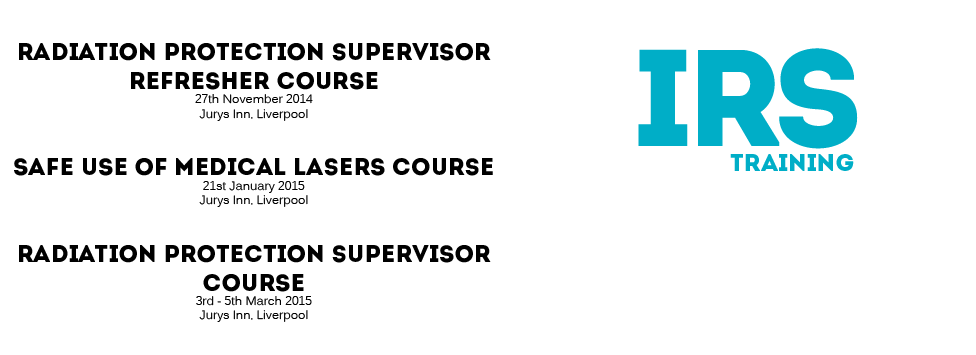 RADIATION PROTECTION SUPERVISOR
REFRESHER COURSE
27th November 2014
Jurys Inn, Liverpool
SAFE USE OF MEDICAL LASERS COURSE
21st January 2015
Jurys Inn, Liverpool
RADIATION PROTECTION SUPERVISOR
COURSE
3rd - 5th March 2015
Jurys Inn, Liverpool
IRS
TRAINING